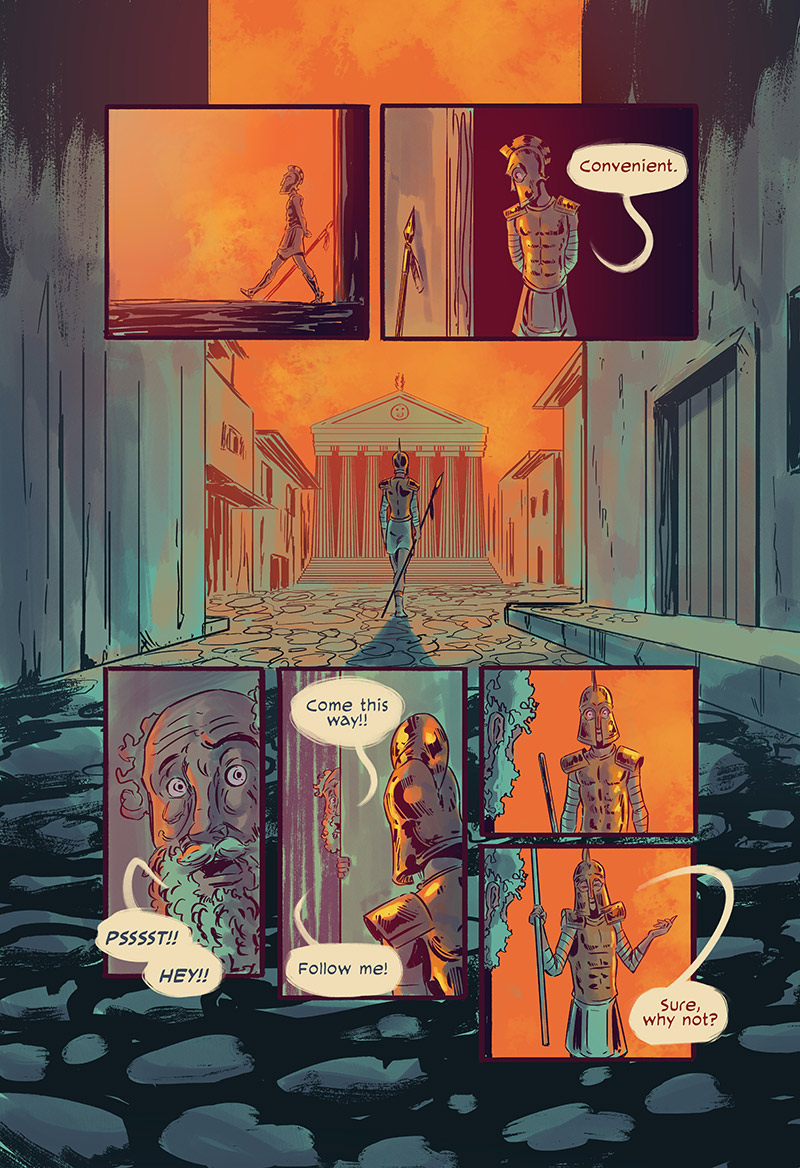 Convenient.
PSSSST!!
HEY!!
Come this
way!!
Follow me!
Sure,
why not?